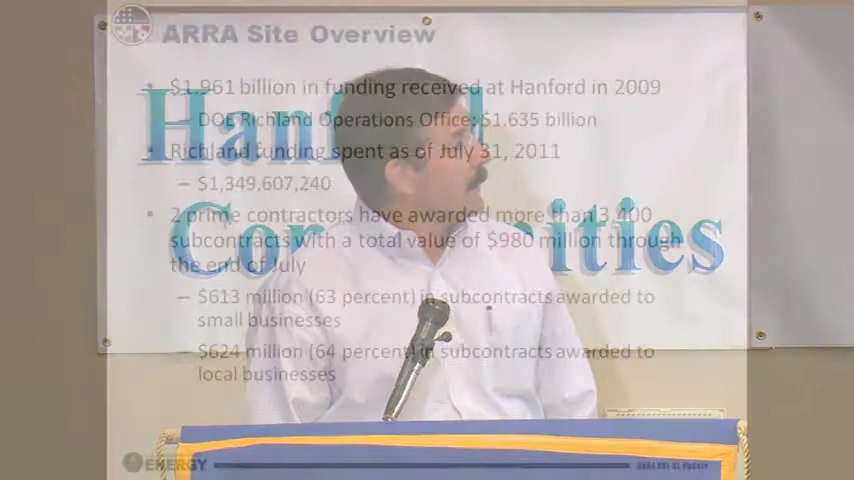 ARRA Site Overview
• $1.961 billion in funding received at Hanford in 2009
DOE Richland Operations Office: $1.635 billion
• Richland funding spent as of July 31, 2011
– $1,349,607,240
• 2 prime contractors have awarded more than 3,400
subcontracts with a total value of $980 million through
the end of July
– $613 million (63 percent) in subcontracts awarded to
small businesses
– $624 million (64 percent) in subcontracts awarded to
local businesses
Hanford
Communities
ENERGY